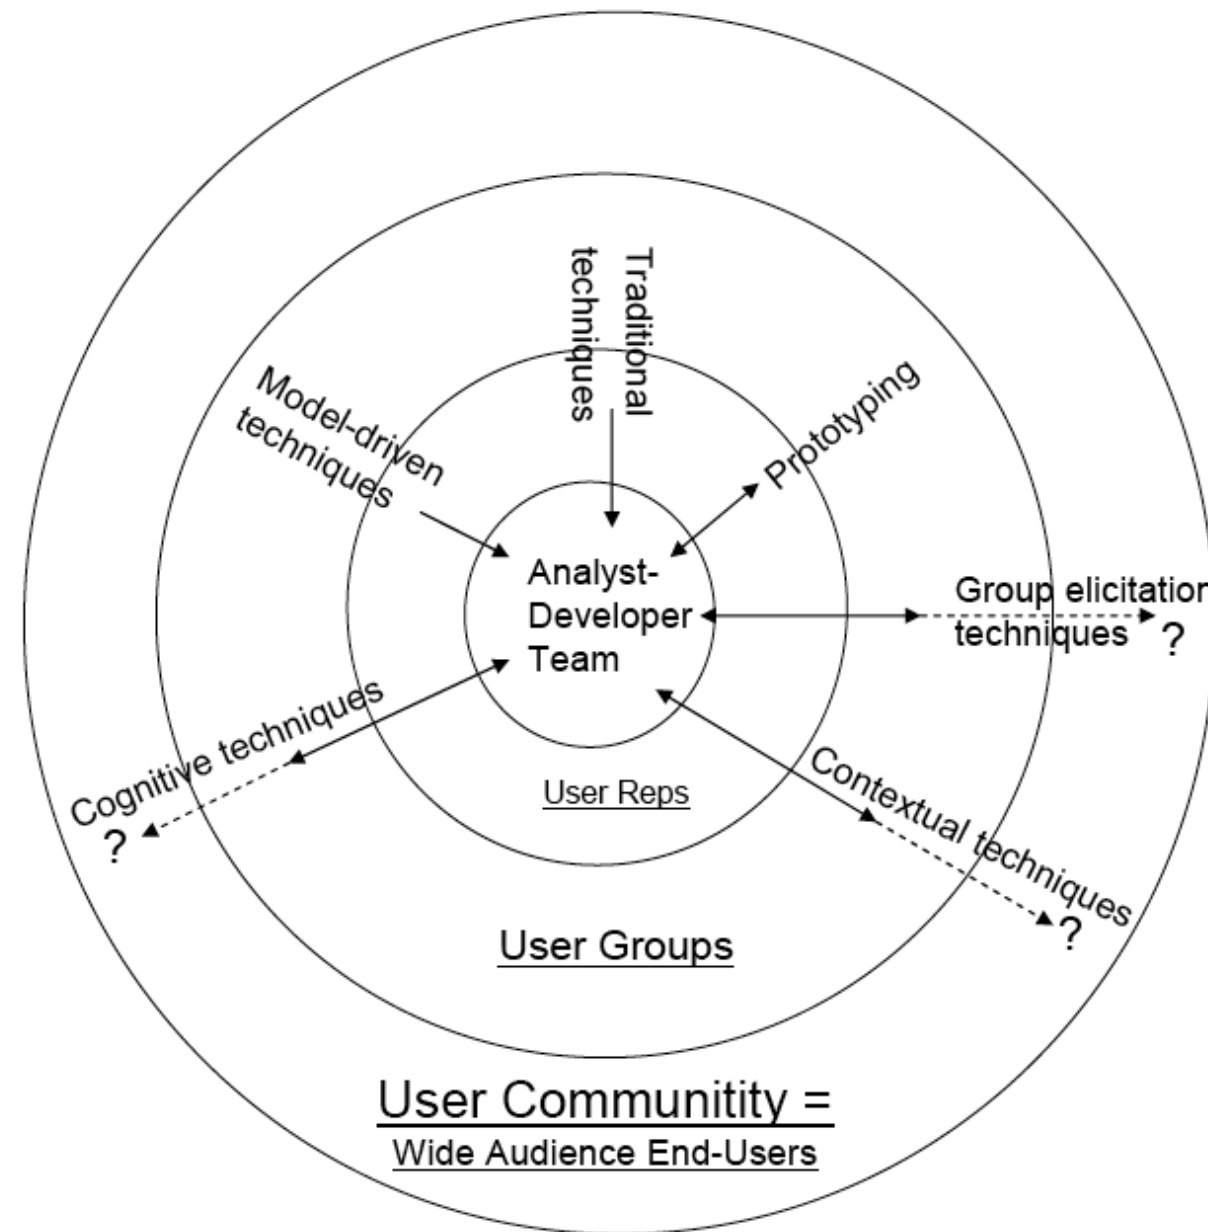 Traditional
techniques
Model-driven
techniques
Prototyping
Analyst-
Developer
Team
Group elicitation
techniques
?
Cognitive techniques
?
Contextual techniques
?
User Reps
User Groups
User Communitity =
Wide Audience End-Users